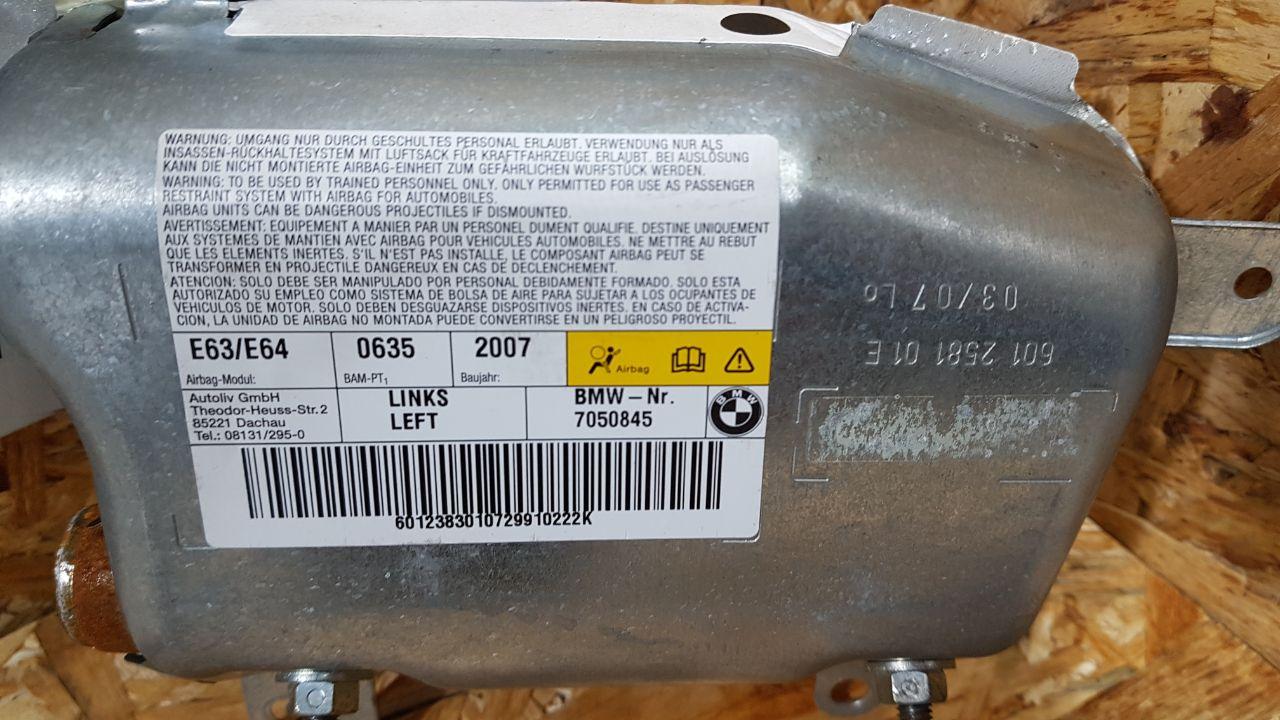 WARNUNG: UMGANG NUR DURCH GESCHULTES PERSONAL ERLAUBT. VERWENDUNG NUR ALS
INSASSEN-RÜCKHALTESYSTEM MIT LUFTSACK FÜR KRAFTFAHRZEUGE ERLAUBT. BEI AUSLÖSUNG
KANN DIE NICHT MONTIERTE AIRBAG-EINHEIT ZUM GEFÄHRLICHEN WURFSTÜCK WERDEN.
WARNING: TO BE USED BY TRAINED PERSONNEL ONLY. ONLY PERMITTED FOR USE AS PASSENGER
RESTRAINT SYSTEM WITH AIRBAG FOR AUTOMOBILES.
AIRBAG UNITS CAN BE DANGEROUS PROJECTILES IF DISMOUNTED.
AVERTISSEMENT: EQUIPEMENT A MANIER PAR UN PERSONEL DUMENT QUALIFIE. DESTINE UNIQUEMENT
AUX SYSTEMES DE MANTIEN AVEC AIRBAG POUR VEHICULES AUTOMOBILES. NE METTRE AU REBUT
QUE LES ELEMENTS INERTES. S'IL N'EST PAS INSTALLE, LE COMPOSANT AIRBAG PEUT SE
TRANSFORMER EN PROJECTILE DANGEREUX EN CAS DE DECLENCHEMENT.
ATENCION: SOLO DEBE SER MANIPULADO POR PERSONAL DEBIDAMENTE FORMADO. SOLO ESTA
AUTORIZADO SU EMPLEO COMO SISTEMA DE BOLSA DE AIRE PARA SUJETAR A LOS OCUPANTES DE
VEHICULOS DE MOTOR. SOLO DEBEN DESGUAZARSE DISPOSITIVOS INERTES. EN CASO DE ACTIVA-
CION, LA UNIDAD DE AIRBAG NO MONTADA PUEDE CONVERTIRSE EN UN PELIGROSO PROYECTIL.
E63/E64 0635 2007
Airbag-Modul: BAM-PT1 Baujahr: Airbag
Autoliv GmbH
Theodor-Heuss-Str.2
85221 Dachau
Tel.: 08131/295-0
LINKS
LEFT
BMW – Nr.
7050845
BMW
6012383010729910222K
03/07 Lo
601 2581 01 E